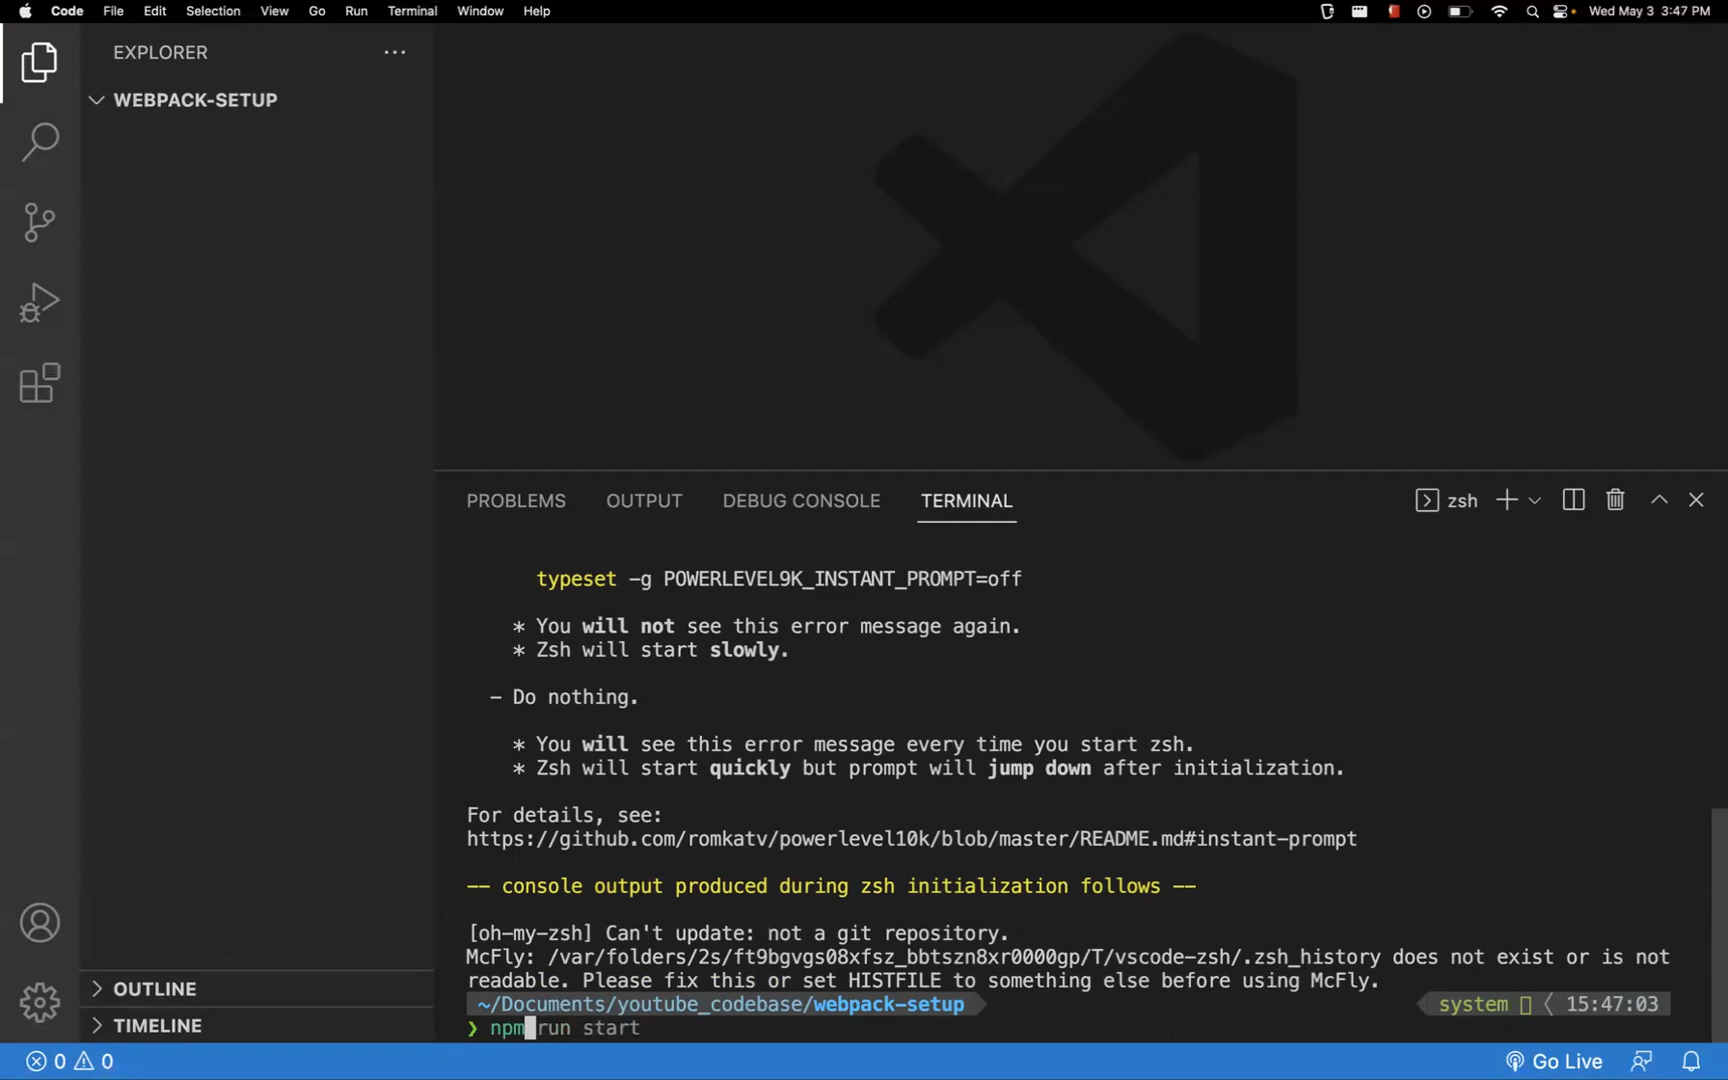 Code File Edit Selection View Go Run Terminal Window Help Wed May 3 3:47 PM
EXPLORER
WEBPACK-SETUP
OUTLINE
TIMELINE
PROBLEMS OUTPUT DEBUG CONSOLE TERMINAL zsh
typeset -g POWERLEVEL9K_INSTANT_PROMPT=off
* You will not see this error message again.
* Zsh will start slowly.
- Do nothing.
* You will see this error message every time you start zsh.
* Zsh will start quickly but prompt will jump down after initialization.
For details, see:
https://github.com/romkatv/powerlevel10k/blob/master/README.md#instant-prompt
-- console output produced during zsh initialization follows --
[oh-my-zsh] Can't update: not a git repository.
McFly: /var/folders/2s/ft9bgvgs08xfsz_bbtszn8xr0000gp/T/vscode-zsh/.zsh_history does not exist or is not
readable. Please fix this or set HISTFILE to something else before using McFly.
~/Documents/youtube_codebase/webpack-setup system 15:47:03
❯ npm run start
0 0 Go Live